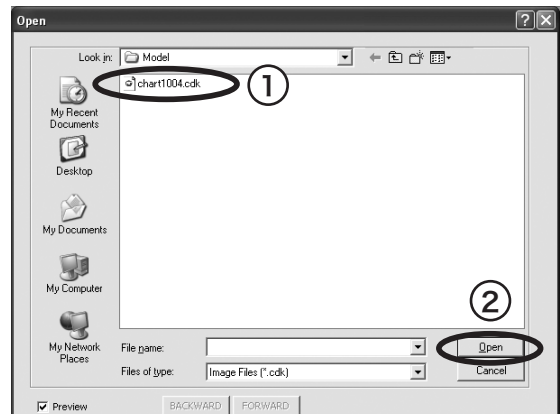 Open
Look in: Model
chart1004.cdk
①
My Recent
Documents
Desktop
My Documents
My Computer
My Network
Places
②
File name:
Open
Files of type: Image Files (*.cdk)
Cancel
Preview
BACKWARD FORWARD